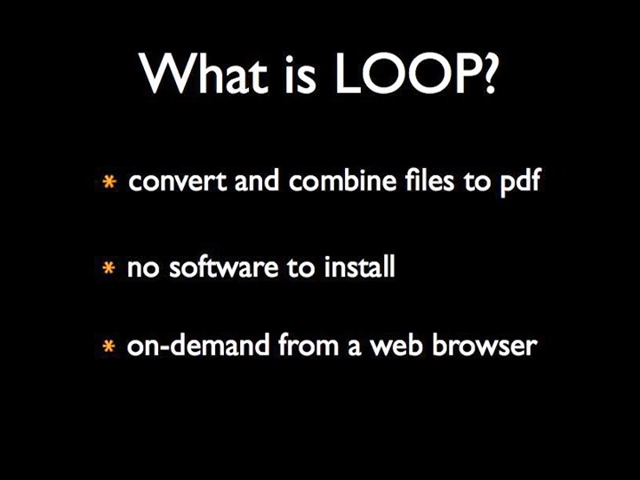 What is LOOP?
* convert and combine files to pdf
* no software to install
* on-demand from a web browser